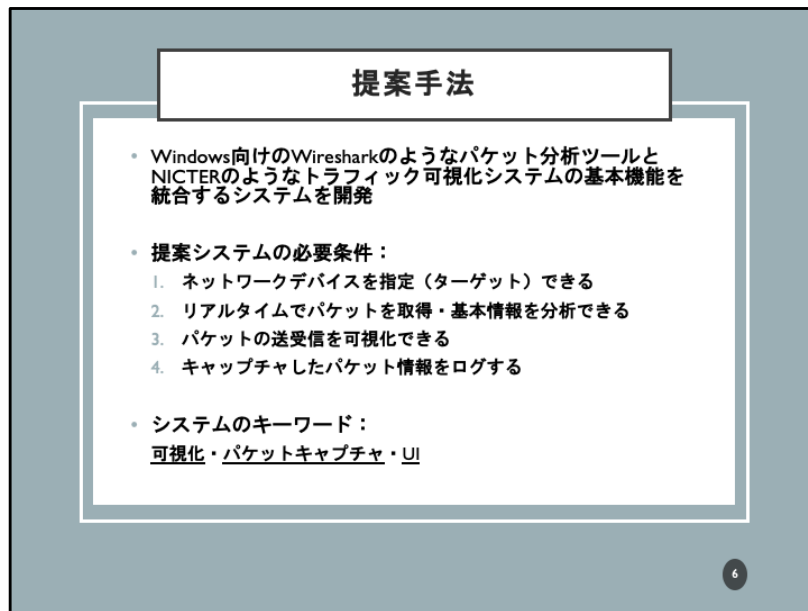 提案手法
• Windows向けのWiresharkのようなパケット分析ツールと
NICTERのようなトラフィック可視化システムの基本機能を
統合するシステムを開発
• 提案システムの必要条件：
1. ネットワークデバイスを指定（ターゲット）できる
2. リアルタイムでパケットを取得・基本情報を分析できる
3. パケットの送受信を可視化できる
4. キャップチャしたパケット情報をログする
• システムのキーワード：
可視化・パケットキャプチャ・UI
6